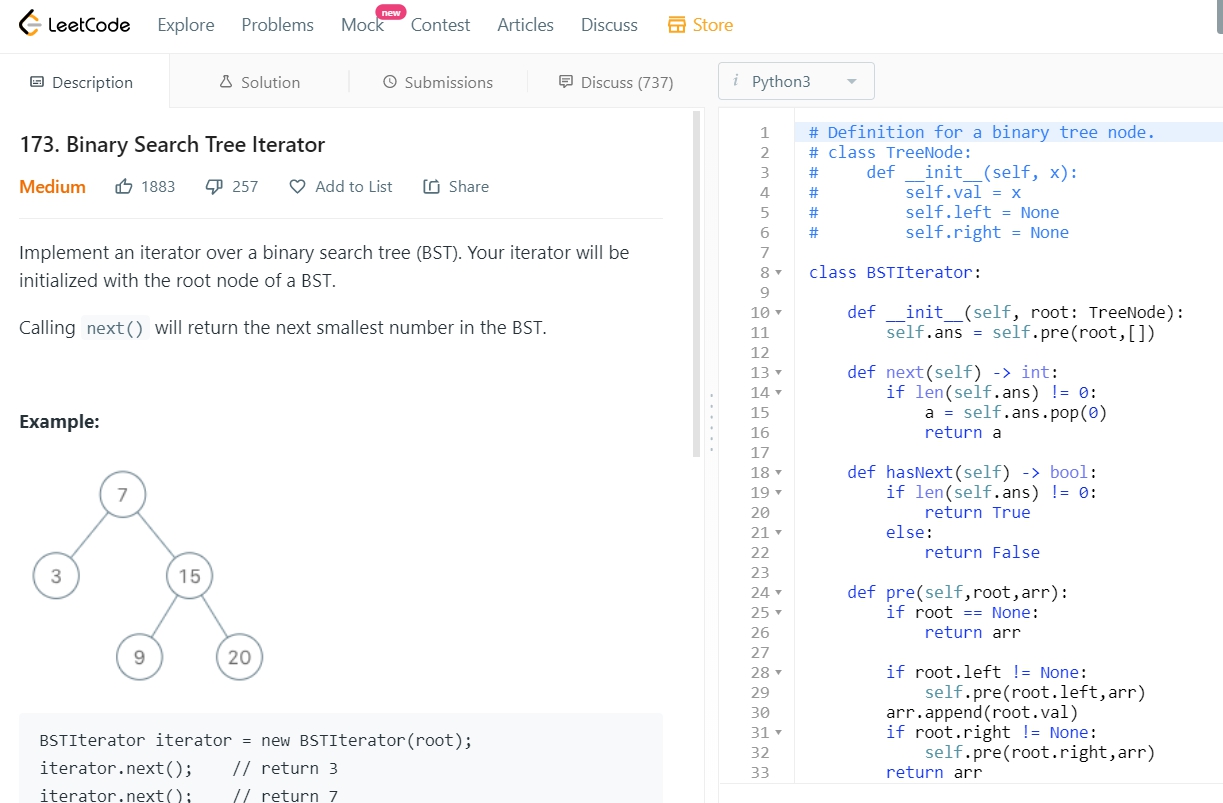 LeetCode Explore Problems Mock new Contest Articles Discuss Store
Description Solution Submissions Discuss (737)
173. Binary Search Tree Iterator
Medium 1883 257 Add to List Share
Implement an iterator over a binary search tree (BST). Your iterator will be
initialized with the root node of a BST.
Calling next() will return the next smallest number in the BST.
Example:
7
3 15
9 20
BSTIterator iterator = new BSTIterator(root);
iterator.next();    // return 3
iterator.next();    // return 7
i Python3
1 # Definition for a binary tree node.
2 # class TreeNode:
3 #     def __init__(self, x):
4 #         self.val = x
5 #         self.left = None
6 #         self.right = None
7
8 class BSTIterator:
9
10     def __init__(self, root: TreeNode):
11         self.ans = self.pre(root,[])
12
13     def next(self) -> int:
14         if len(self.ans) != 0:
15             a = self.ans.pop(0)
16             return a
17
18     def hasNext(self) -> bool:
19         if len(self.ans) != 0:
20             return True
21         else:
22             return False
23
24     def pre(self,root,arr):
25         if root == None:
26             return arr
27
28         if root.left != None:
29             self.pre(root.left,arr)
30         arr.append(root.val)
31         if root.right != None:
32             self.pre(root.right,arr)
33         return arr